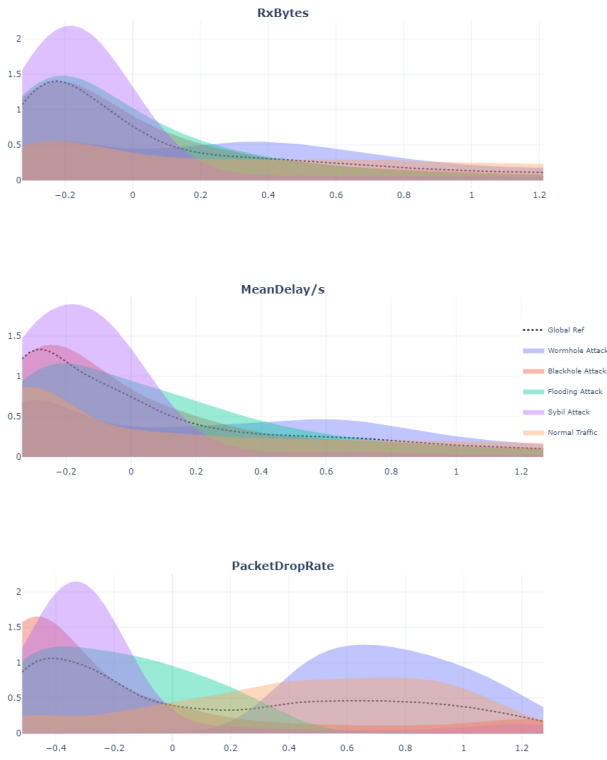 RxBytes
2
1.5
1
0.5
0
−0.2 0 0.2 0.4 0.6 0.8 1 1.2
MeanDelay/s
1.5
1
0.5
0
−0.2 0 0.2 0.4 0.6 0.8 1 1.2
Global Ref
Wormhole Attack
Blackhole Attack
Flooding Attack
Sybil Attack
Normal Traffic
PacketDropRate
2
1.5
1
0.5
0
−0.4 −0.2 0 0.2 0.4 0.6 0.8 1 1.2